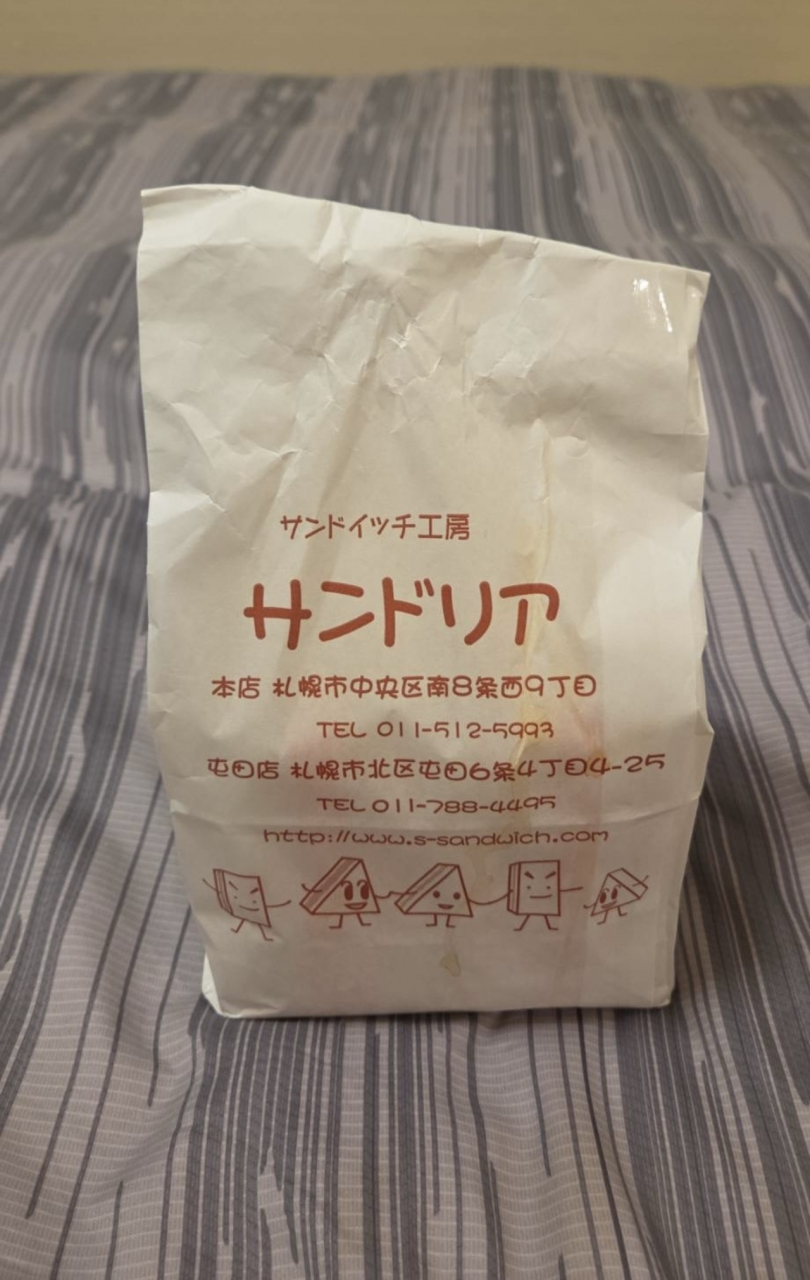 サンドイッチ工房
サンドリア
本店 札幌市中央区南8条西9丁目
TEL 011-512-5993
屯田店 札幌市北区屯田6条4丁目4-25
TEL 011-788-4495
http://www.s-sandwich.com